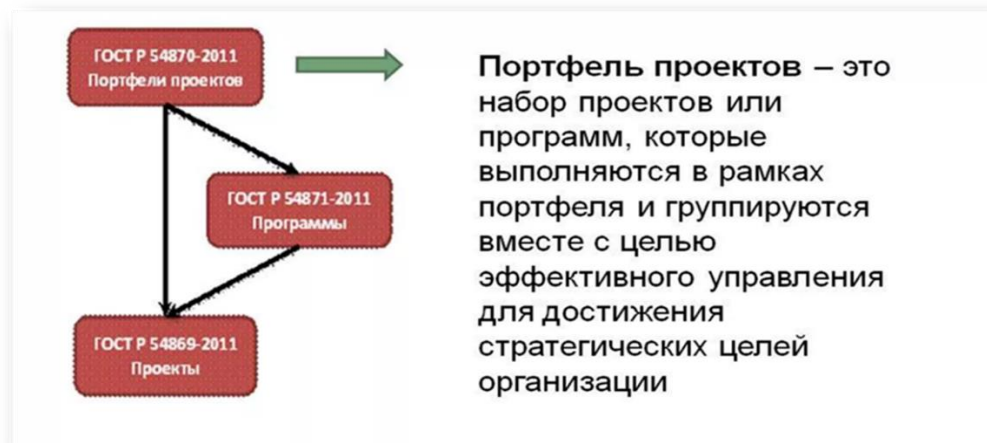 ГОСТ Р 54870-2011
Портфели проектов
ГОСТ Р 54871-2011
Программы
ГОСТ Р 54869-2011
Проекты
Портфель проектов – это
набор проектов или
программ, которые
выполняются в рамках
портфеля и группируются
вместе с целью
эффективного управления
для достижения
стратегических целей
организации